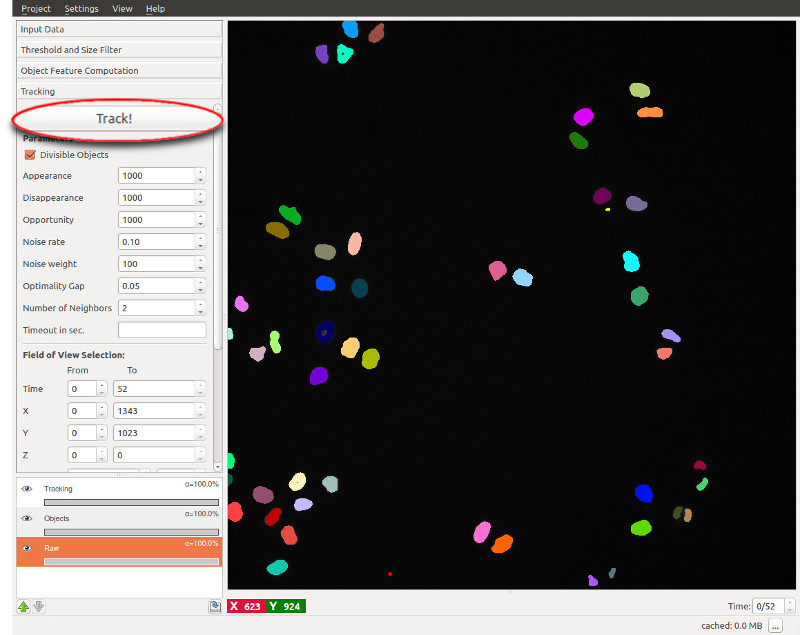 Project Settings View Help
Input Data
Threshold and Size Filter
Object Feature Computation
Tracking
Track!
Parameters
Divisible Objects
Appearance 1000
Disappearance 1000
Opportunity 1000
Noise rate 0.10
Noise weight 100
Optimality Gap 0.05
Number of Neighbors 2
Timeout in sec.
Field of View Selection:
From To
Time 0 52
X 0 1343
Y 0 1023
Z 0 0
Tracking α=100.0%
Objects α=100.0%
Raw α=100.0%
X 623 Y 924 Time: 0/52
cached: 0.0 MB ...